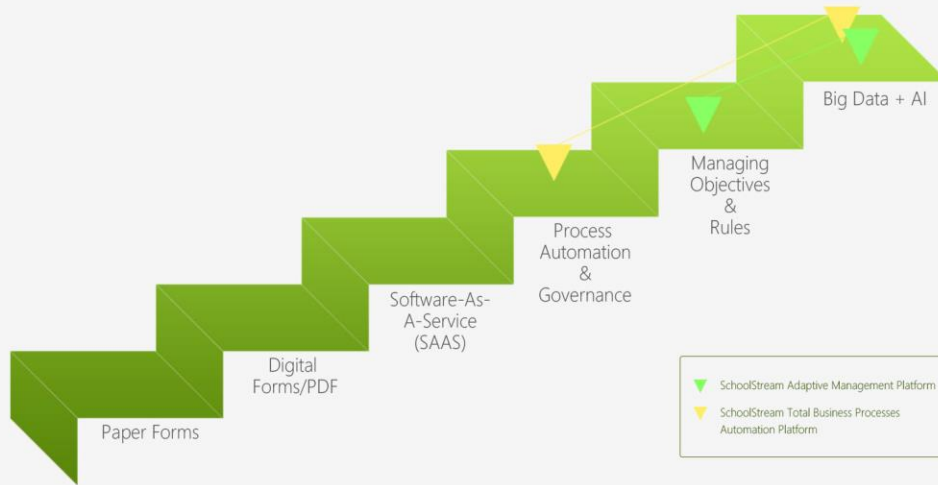 Big Data + AI
Managing
Objectives
&
Rules
Process
Automation
&
Governance
Software-As-
A-Service
(SAAS)
Digital
Forms/PDF
Paper Forms
SchoolStream Adaptive Management Platform
SchoolStream Total Business Processes
Automation Platform